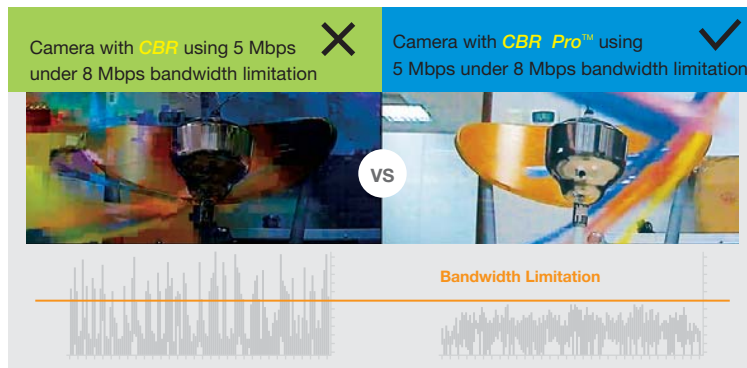 Camera with CBR using 5 Mbps
under 8 Mbps bandwidth limitation
Camera with CBR Pro™ using
5 Mbps under 8 Mbps bandwidth limitation
VS
Bandwidth Limitation